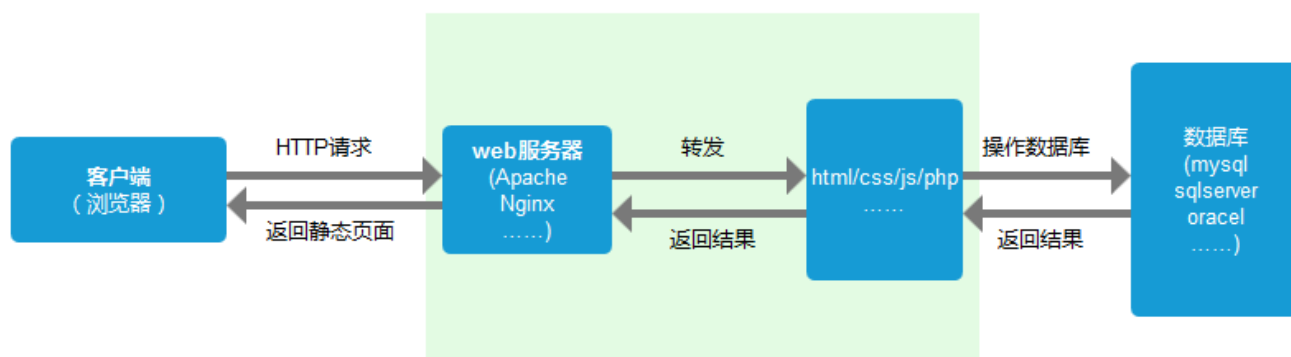 客户端
（浏览器）
HTTP请求
返回静态页面
web服务器
(Apache
Nginx
……)
转发
返回结果
html/css/js/php
……
操作数据库
返回结果
数据库
(mysql
sqlserver
oracel
……)